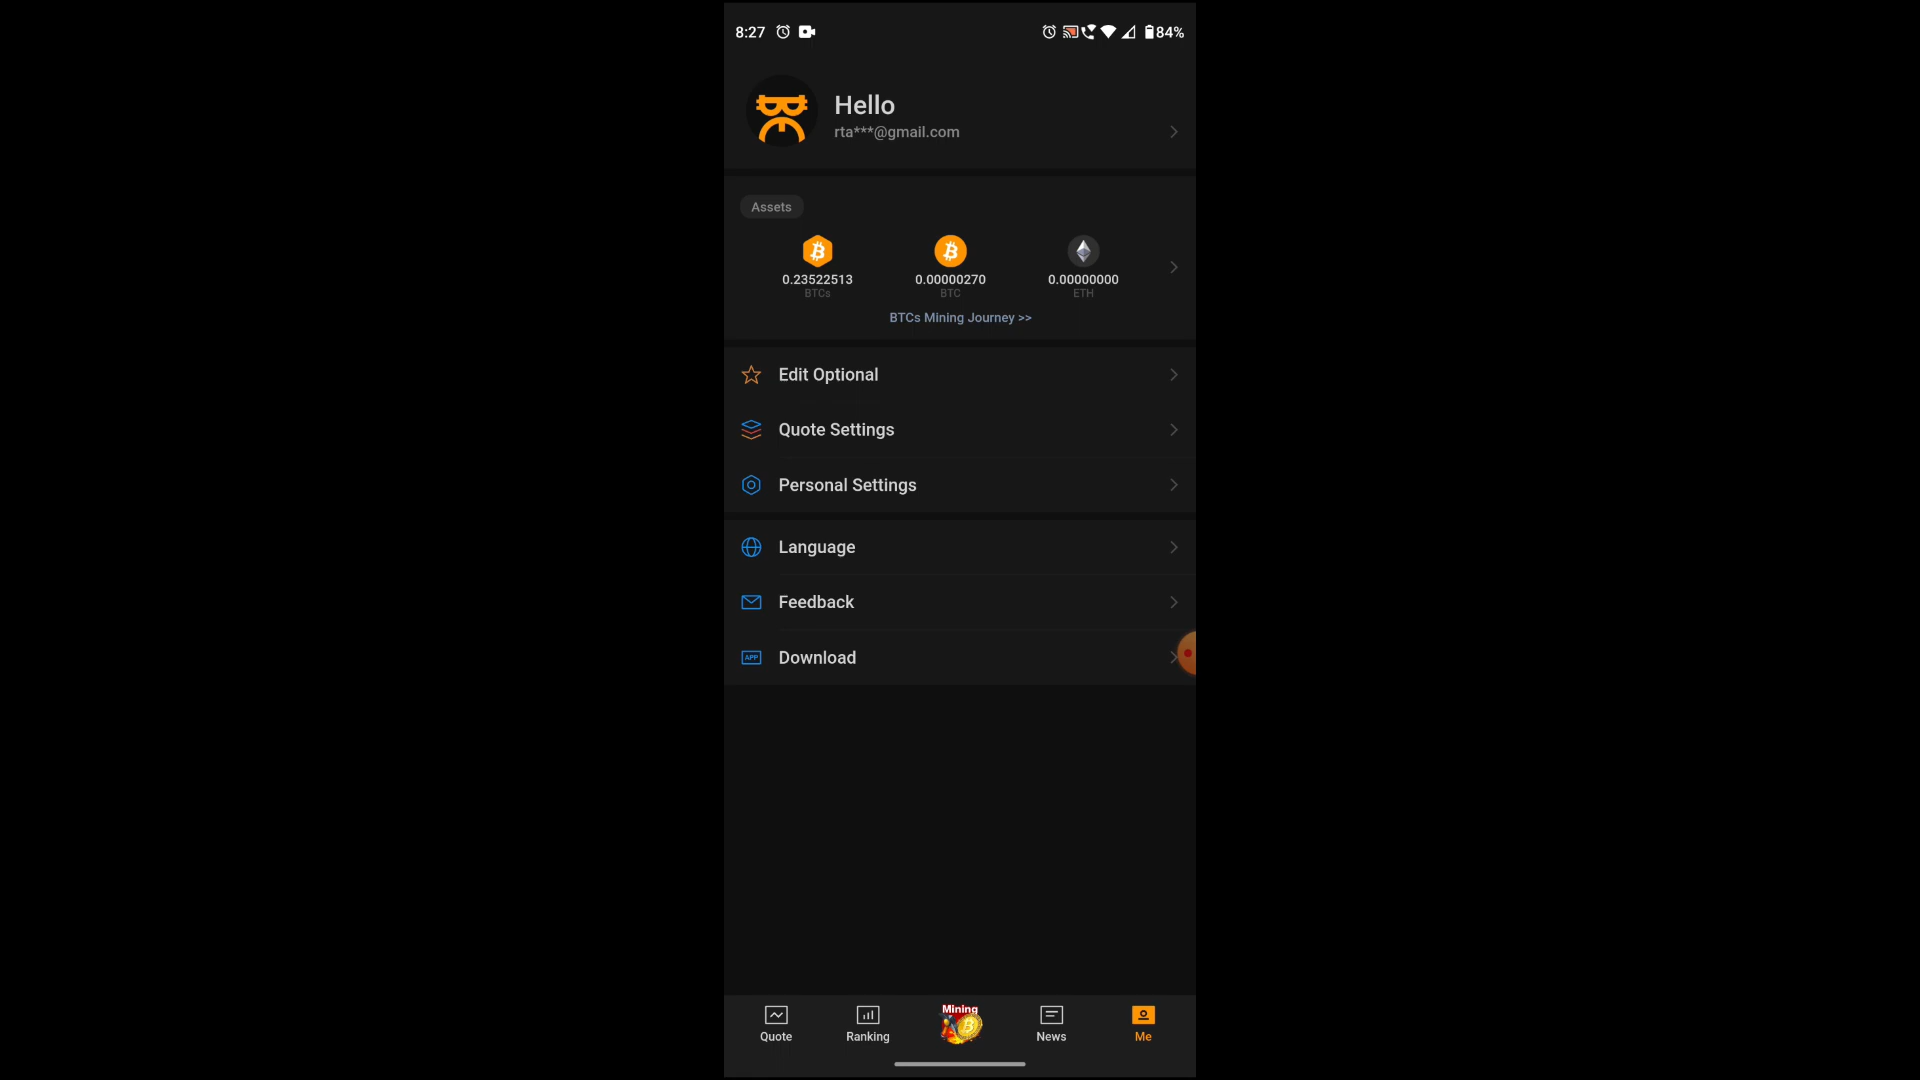 8:27
84%
Hello
rta***@gmail.com
Assets
0.23522513
BTCs
0.00000270
BTC
0.00000000
ETH
BTCs Mining Journey >>
Edit Optional
Quote Settings
Personal Settings
Language
Feedback
APP
Download
Mining
Quote
Ranking
News
Me